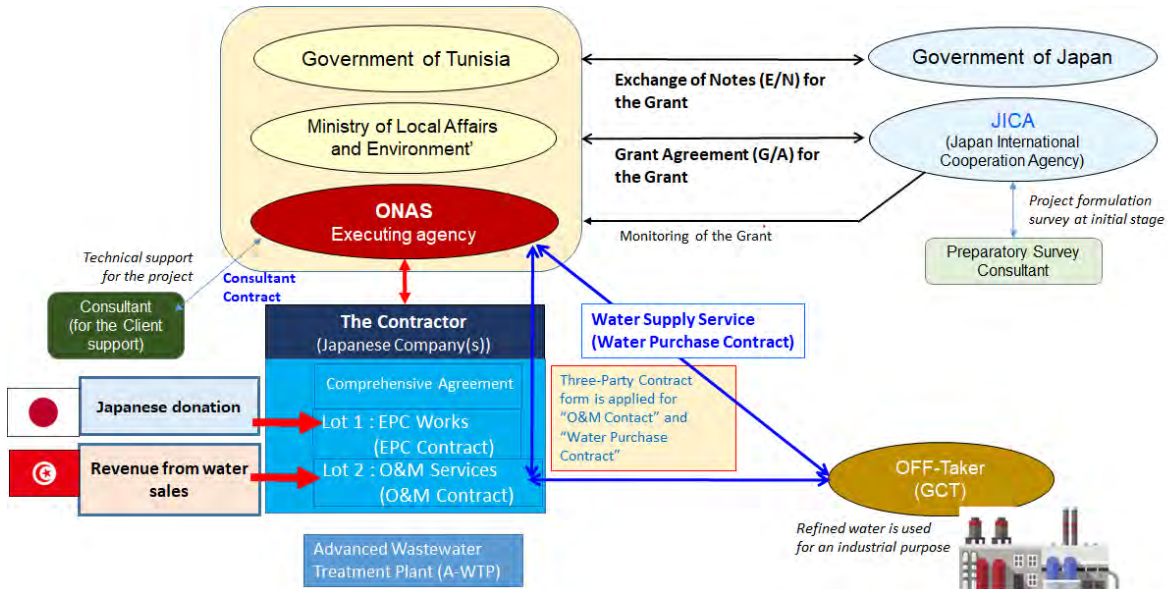 Government of Tunisia
Government of Japan
Exchange of Notes (E/N) for
the Grant
Ministry of Local Affairs
and Environment'
JICA
(Japan International
Cooperation Agency)
Grant Agreement (G/A) for
the Grant
ONAS
Executing agency
Monitoring of the Grant
Project formulation
survey at initial stage
Preparatory Survey
Consultant
Technical support
for the project
Consultant
Contract
Consultant
(for the Client
support)
The Contractor
(Japanese Company(s))
Water Supply Service
(Water Purchase Contract)
Comprehensive Agreement
Three-Party Contract
form is applied for
“O&M Contact” and
“Water Purchase
Contract”
Japanese donation
Lot 1 : EPC Works
(EPC Contract)
Revenue from water
sales
Lot 2 : O&M Services
(O&M Contract)
OFF-Taker
(GCT)
Refined water is used
for an industrial purpose
Advanced Wastewater
Treatment Plant (A-WTP)